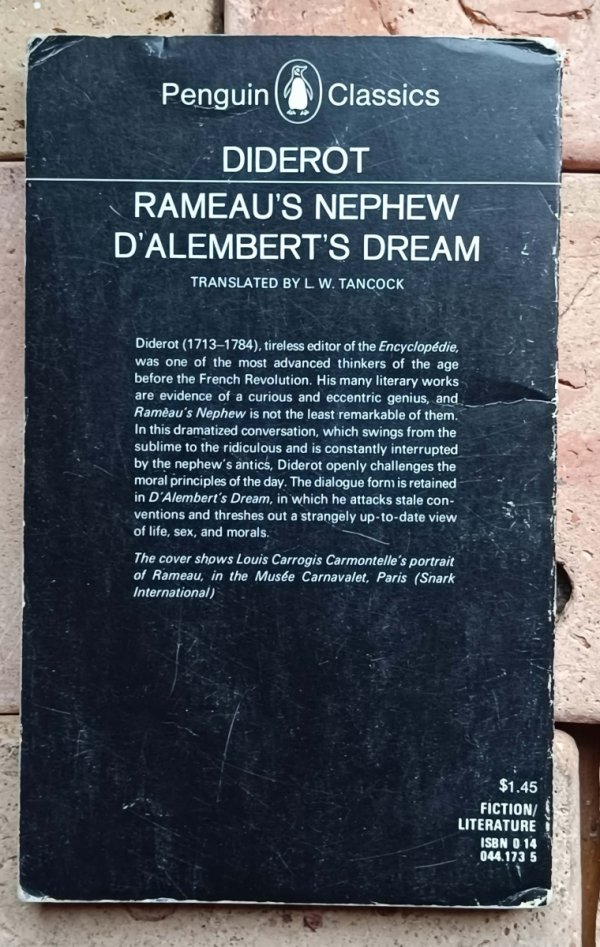 Penguin Classics
DIDEROT
RAMEAU'S NEPHEW
D'ALEMBERT'S DREAM
TRANSLATED BY L. W. TANCOCK
Diderot (1713–1784), tireless editor of the Encyclopédie,
was one of the most advanced thinkers of the age
before the French Revolution. His many literary works
are evidence of a curious and eccentric genius, and
Ramèau's Nephew is not the least remarkable of them.
In this dramatized conversation, which swings from the
sublime to the ridiculous and is constantly interrupted
by the nephew's antics, Diderot openly challenges the
moral principles of the day. The dialogue form is retained
in D'Alembert's Dream, in which he attacks stale con-
ventions and threshes out a strangely up-to-date view
of life, sex, and morals.
The cover shows Louis Carrogis Carmontelle's portrait
of Rameau, in the Musée Carnavalet, Paris (Snark
International)
$1.45
FICTION/
LITERATURE
ISBN 0 14
044.173 5